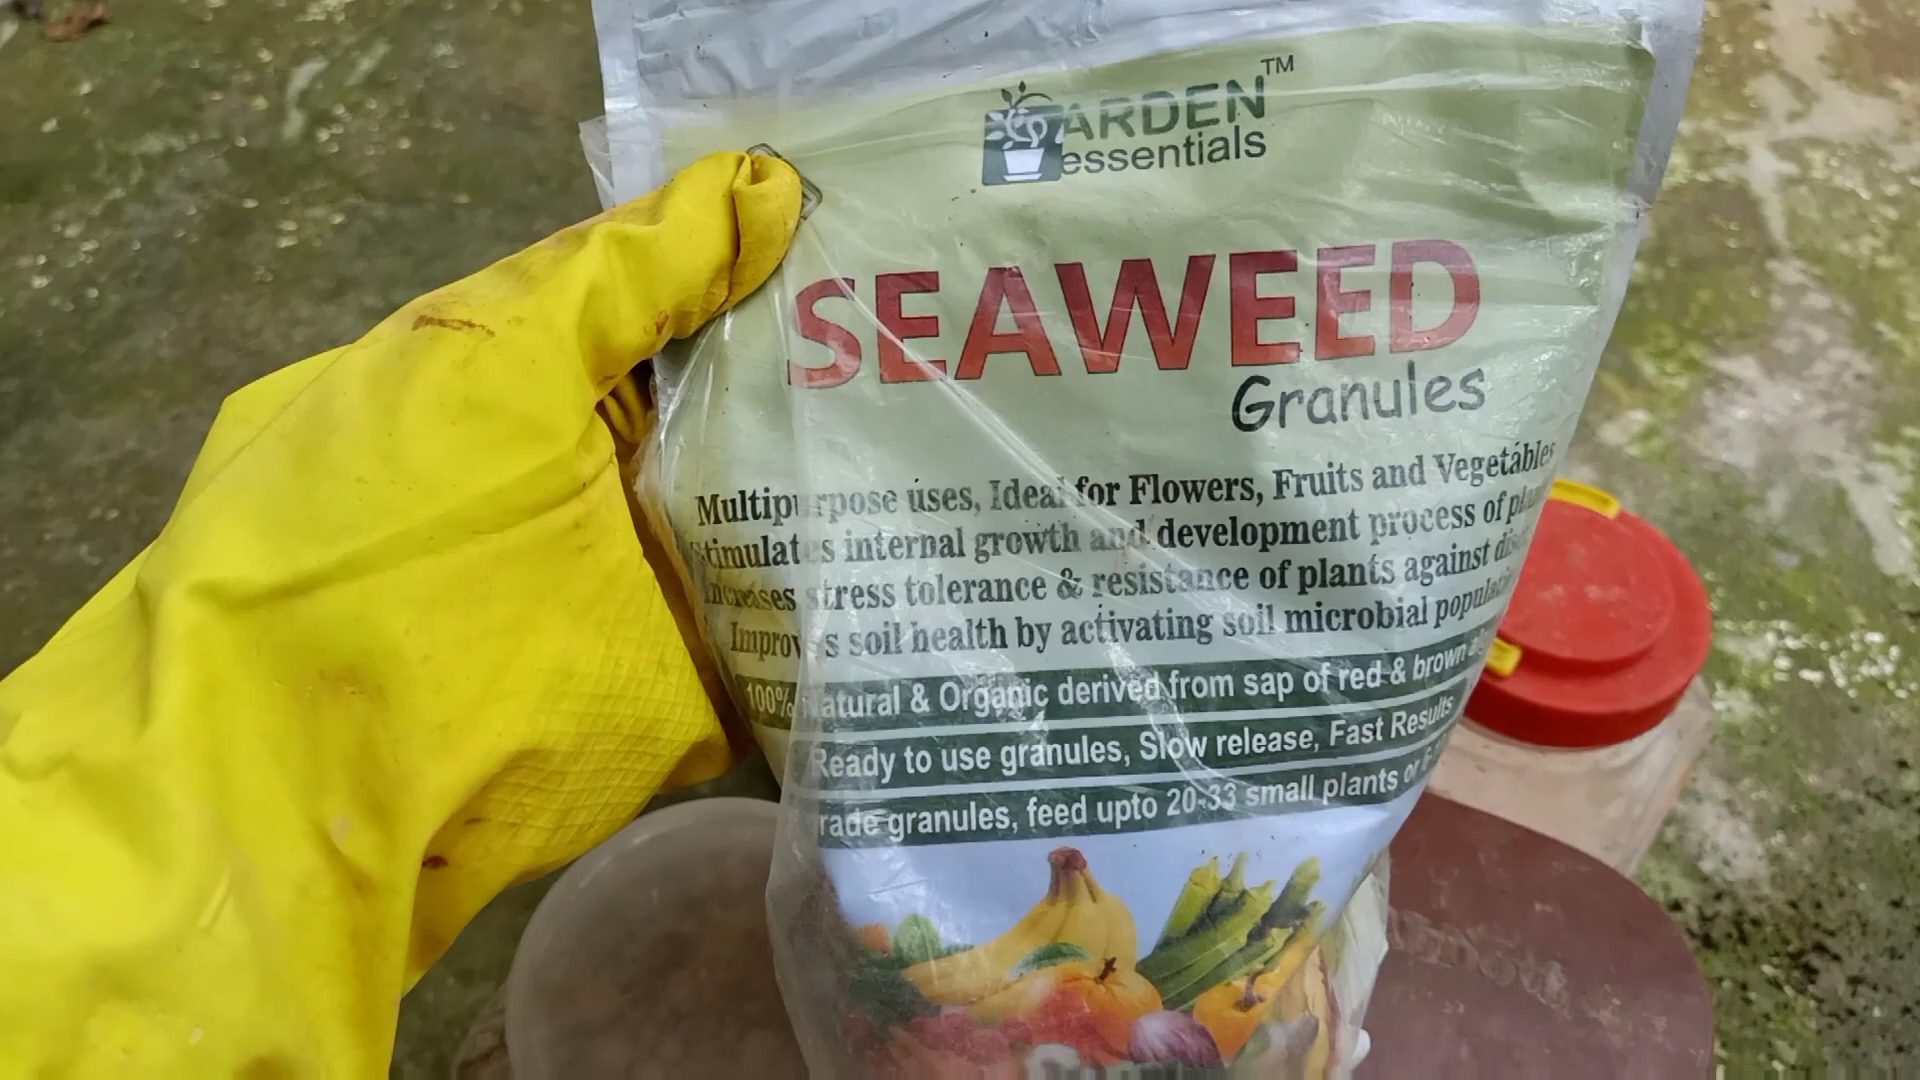 GARDEN™
essentials
SEAWEED
Granules
Multipurpose uses, Ideal for Flowers, Fruits and Vegetables
Stimulates internal growth and development process of
Increases stress tolerance & resistance of plants against
Improves soil health by activating soil microbial
100% Natural & Organic derived from sap of red & brown
Ready to use granules, Slow release, Fast Results
granules, feed upto 20-33 small plants or